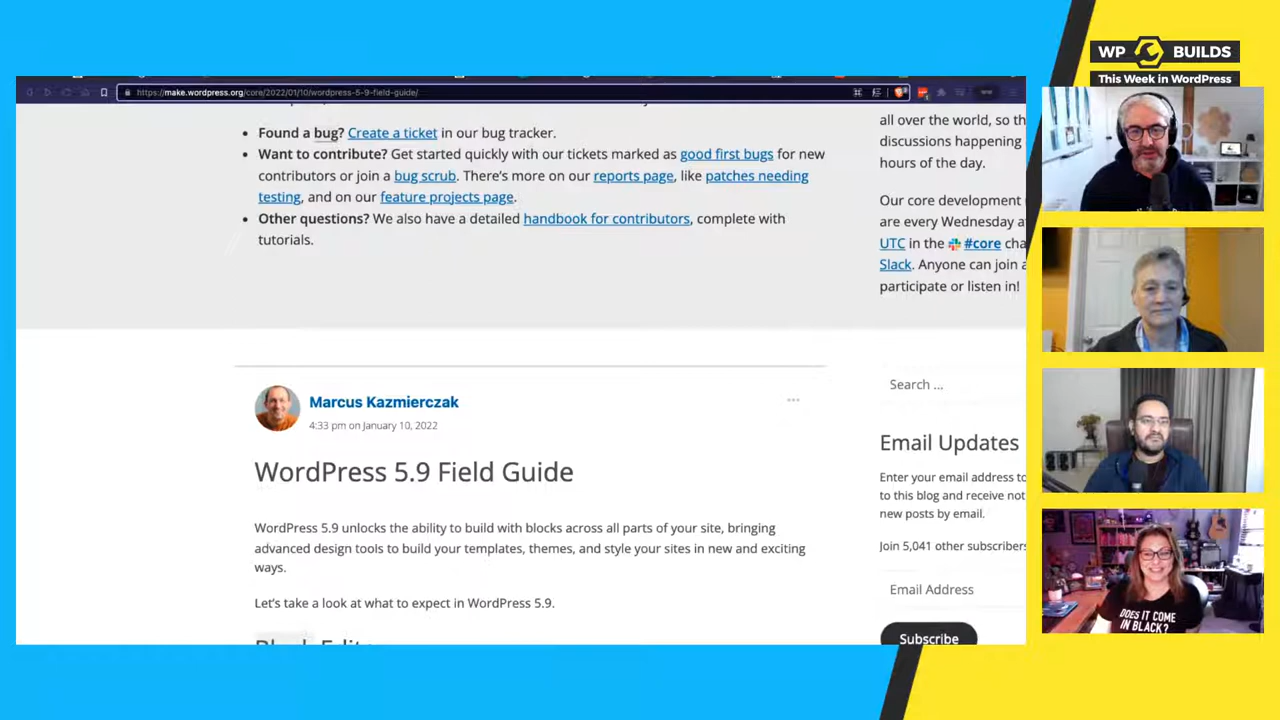 WP BUILDS
This Week in WordPress
https://make.wordpress.org/core/2022/01/10/wordpress-5-9-field-guide/
Found a bug? Create a ticket in our bug tracker.
Want to contribute? Get started quickly with our tickets marked as good first bugs for new
contributors or join a bug scrub. There's more on our reports page, like patches needing
testing, and on our feature projects page.
Other questions? We also have a detailed handbook for contributors, complete with
tutorials.
all over the world, so th
discussions happening
hours of the day.
Our core development
are every Wednesday a
UTC in the #core cha
Slack. Anyone can join a
participate or listen in!
Marcus Kazmierczak
4:33 pm on January 10, 2022
WordPress 5.9 Field Guide
WordPress 5.9 unlocks the ability to build with blocks across all parts of your site, bringing
advanced design tools to build your templates, themes, and style your sites in new and exciting
ways.
Let's take a look at what to expect in WordPress 5.9.
Search ...
Email Updates
Enter your email address to
to this blog and receive not
new posts by email.
Join 5,041 other subscribers
Email Address
Subscribe
DOES IT COME
IN BLACK?